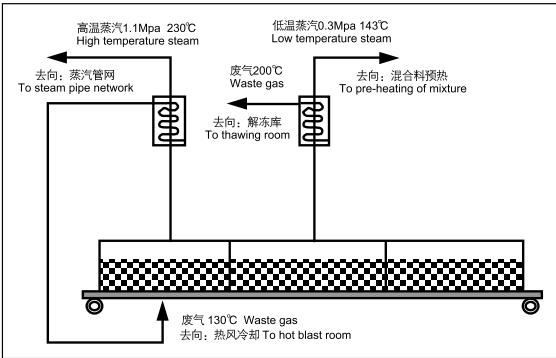 高温蒸汽1.1Mpa 230℃
High temperature steam
去向：蒸汽管网
To steam pipe network
低温蒸汽0.3Mpa 143℃
Low temperature steam
去向：混合料预热
To pre-heating of mixture
废气200℃
Waste gas
去向：解冻库
To thawing room
废气 130℃ Waste gas
去向：热风冷却 To hot blast room